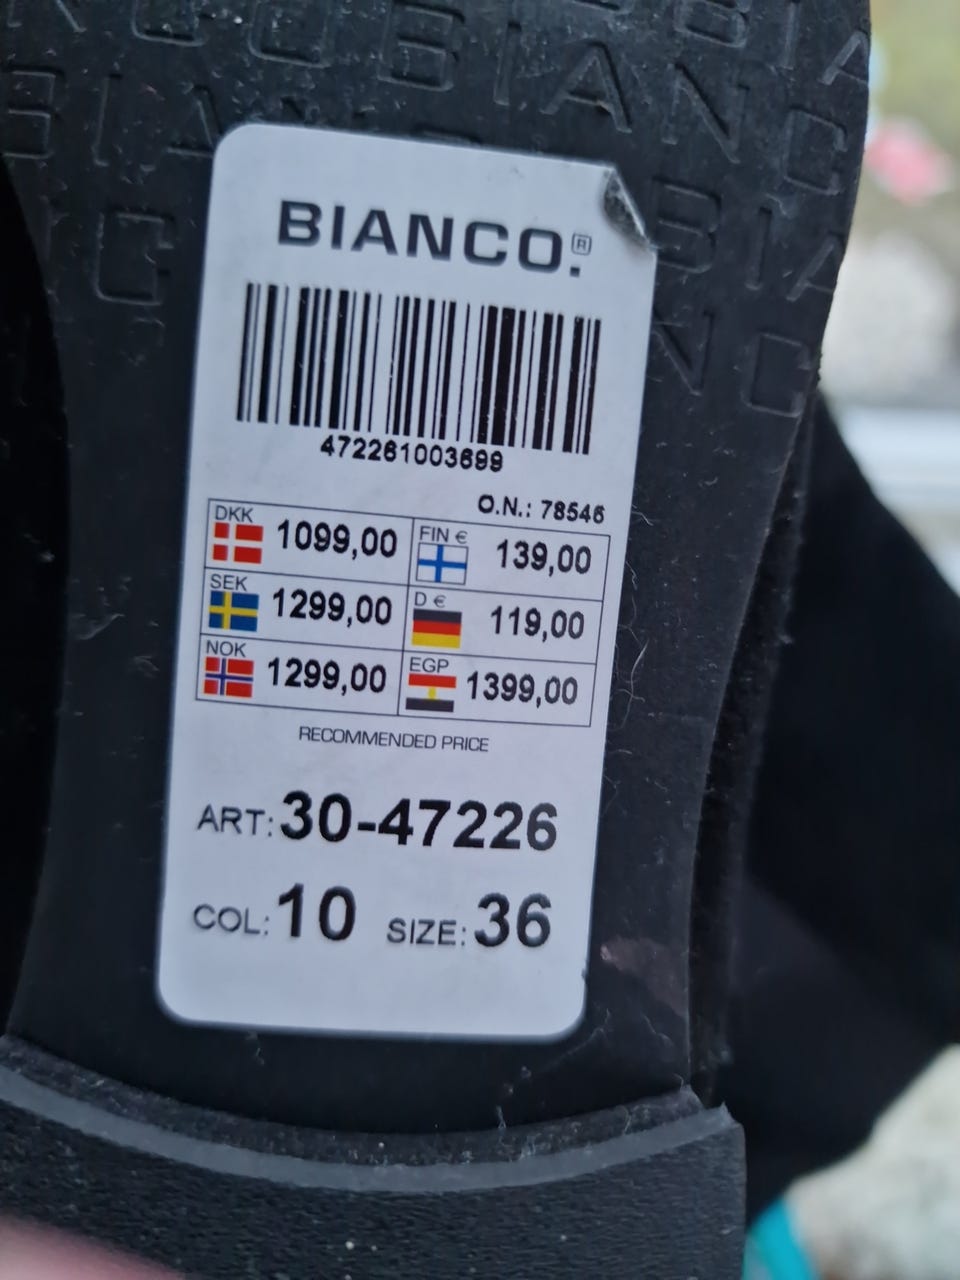 BIANCO.®
472261003699
O.N.: 78546
DKK 1099,00 FIN € 139,00
SEK 1299,00 D € 119,00
NOK 1299,00 EGP 1399,00
RECOMMENDED PRICE
ART: 30-47226
COL: 10 SIZE: 36